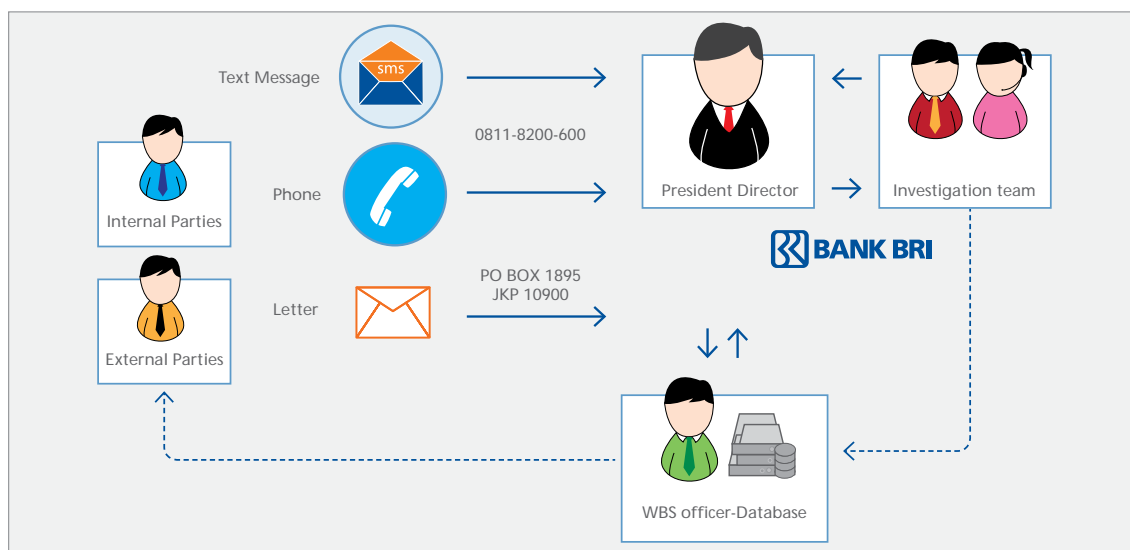 Text Message
sms
0811-8200-600
Phone
Internal Parties
President Director
Investigation team
BANK BRI
PO BOX 1895
JKP 10900
Letter
External Parties
WBS officer-Database